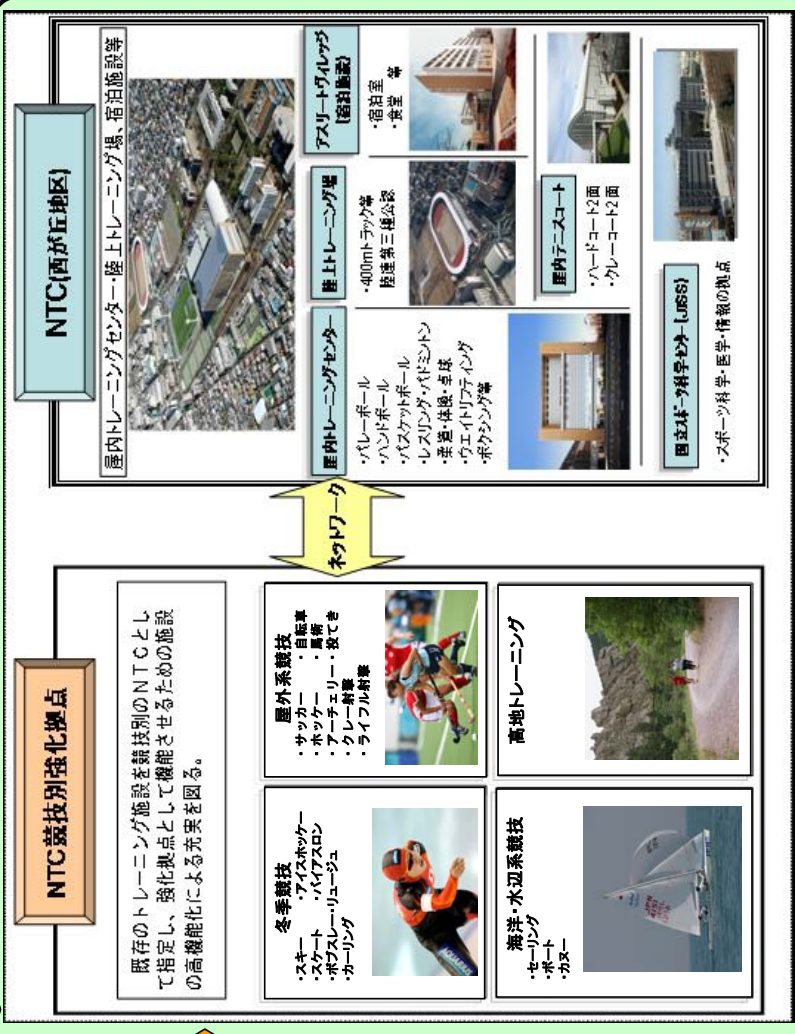 NTC競技別強化拠点
既存のトレーニング施設を競技別のNTCとし
て指定し、強化拠点として機能させるための施設
の高機能化による充実を図る。
冬季競技
・スキー ・アイスホッケー
・スケート ・バイアスロン
・ボブスレー・リュージュ
・カーリング
屋外系競技
・サッカー ・自転車
・ホッケー ・馬術
・アーチェリー・投てき
・クレー射撃
・ライフル射撃
海洋・水辺系競技
・セーリング
・ボート
・カヌー
高地トレーニング
ネットワーク
NTC(西が丘地区)
屋内トレーニングセンター・陸上トレーニング場、宿泊施設等
屋内トレーニングセンター
・バレーボール
・ハンドボール
・バスケットボール
・レスリング・バドミントン
・柔道・体操・卓球
・ウェイトリフティング
・ボクシング等
陸上トレーニング場
・400mトラック等
陸連第三種公認
アスリートヴィレッジ
(宿泊施設)
・宿泊室
・食堂 等
屋内テニスコート
・ハードコート2面
・クレーコート2面
国立スポーツ科学センター(JISS)
・スポーツ科学・医学・情報の拠点